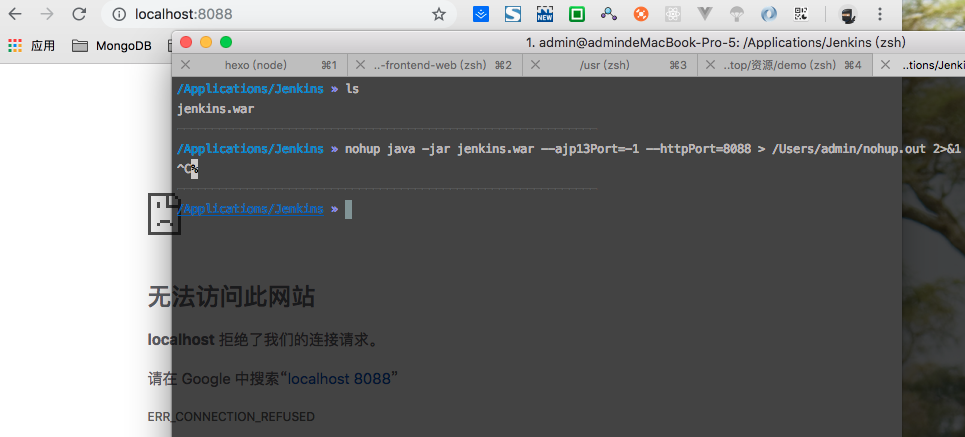 localhost:8088
NEW
应用
MongoDB
1. admin@admindeMacBook-Pro-5: /Applications/Jenkins (zsh)
hexo (node) ⌘1
..-frontend-web (zsh) ⌘2
/usr (zsh) ⌘3
..top/资源/demo (zsh) ⌘4
..tions/Jenki
/Applications/Jenkins » ls
jenkins.war
/Applications/Jenkins » nohup java -jar jenkins.war --ajp13Port=-1 --httpPort=8088 > /Users/admin/nohup.out 2>&1
^C%
/Applications/Jenkins »
无法访问此网站
localhost 拒绝了我们的连接请求。
请在 Google 中搜索“localhost 8088”
ERR_CONNECTION_REFUSED